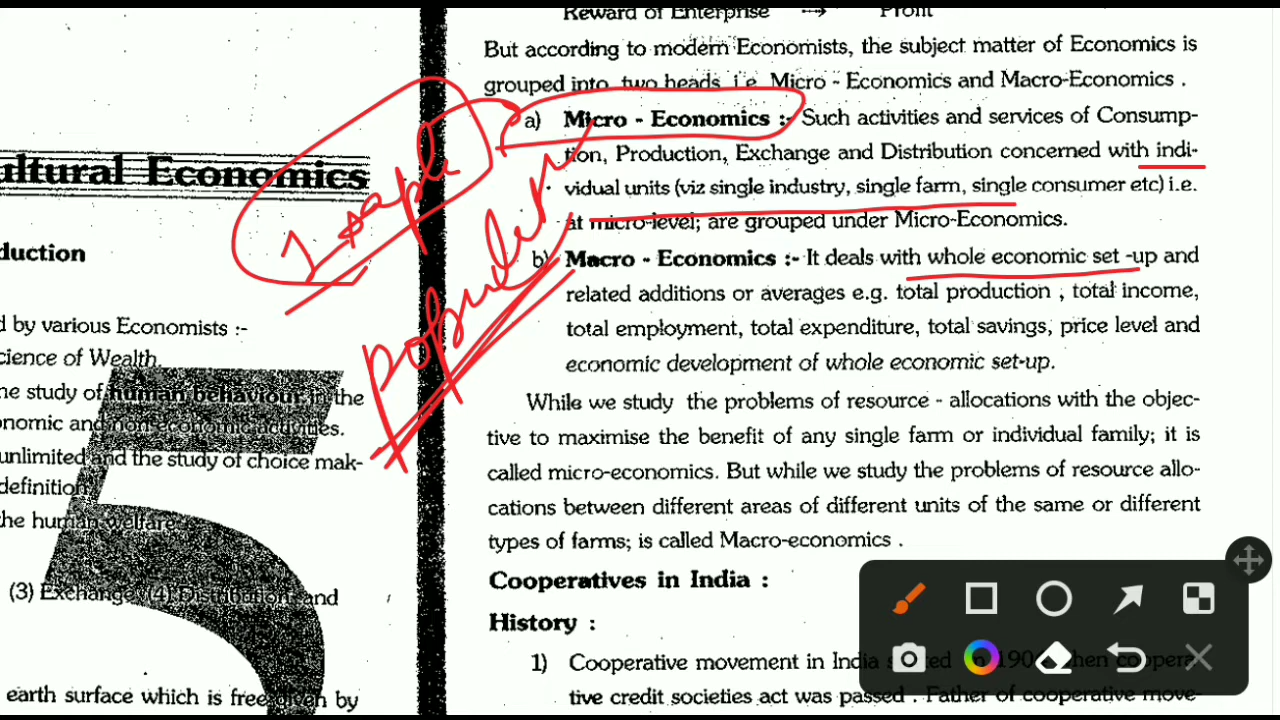 ultural Economics
duction
d by various Economists :-
cience of Wealth.
he study of human behaviour in the
onomic and non-economic activities.
unlimited and the study of choice mak-
definition
the human welfare
(3) Exchange (4) Distribution and
earth surface which is free given by
Reward of Enterprise ⇢ Profit
But according to modern Economists, the subject matter of Economics is
grouped into two heads, i.e. Micro - Economics and Macro-Economics .
a) Micro - Economics :- Such activities and services of Consump-
tion, Production, Exchange and Distribution concerned with indi-
vidual units (viz single industry, single farm, single consumer etc) i.e.
at micro-level; are grouped under Micro-Economics.
b) Macro - Economics :- It deals with whole economic set -up and
related additions or averages e.g. total production , total income,
total employment, total expenditure, total savings, price level and
economic development of whole economic set-up.
While we study the problems of resource - allocations with the objec-
tive to maximise the benefit of any single farm or individual family; it is
called micro-economics. But while we study the problems of resource allo-
cations between different areas of different units of the same or different
types of farms; is called Macro-economics .
Cooperatives in India :
History :
1) Cooperative movement in India
tive credit societies act was passed . Father of cooperative move-